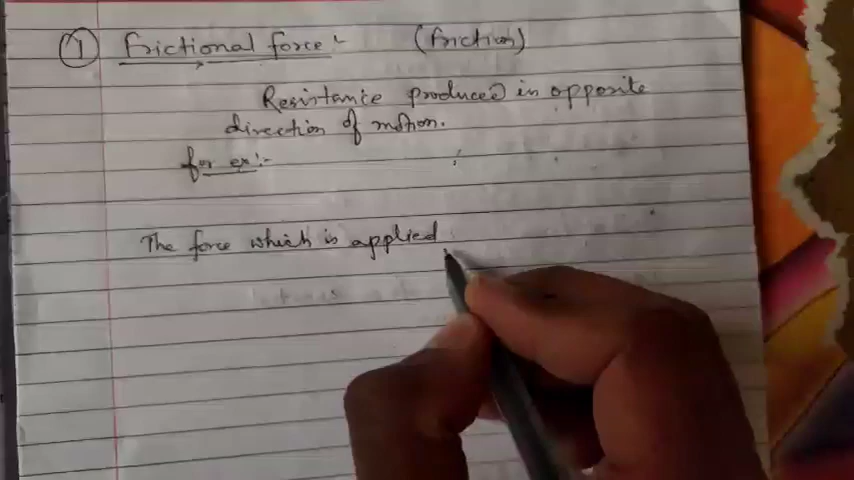 ① Frictional force:- (Friction)
Resistance produced in opposite
direction of motion.
for ex:-
The force which is applied